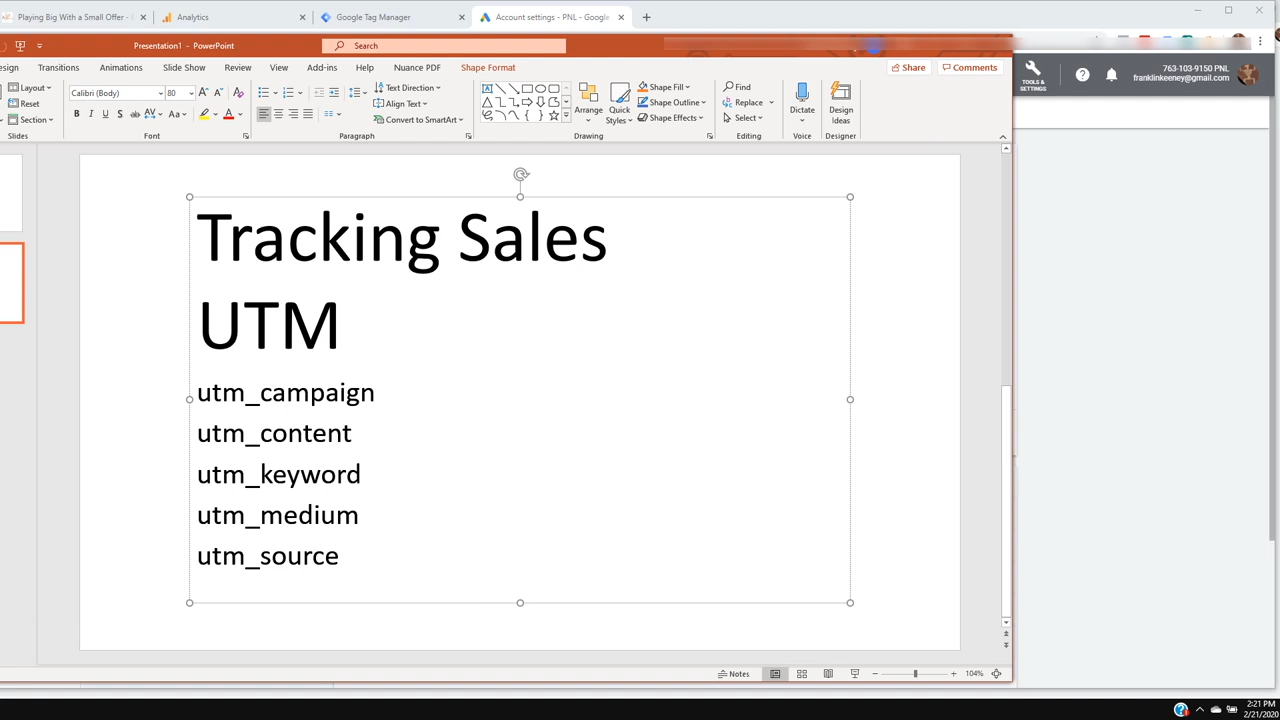 Playing Big With a Small Offer -
Analytics
Google Tag Manager
Account settings - PNL - Google
Presentation1 - PowerPoint
Search
Transitions
Animations
Slide Show
Review
View
Add-ins
Help
Nuance PDF
Shape Format
Share
Comments
TOOLS & SETTINGS
763-103-9150 PNL
franklinkeeney@gmail.com
Layout
Reset
Section
Slides
Calibri (Body)
80
Font
Text Direction
Align Text
Convert to SmartArt
Paragraph
Arrange
Quick Styles
Shape Fill
Shape Outline
Shape Effects
Drawing
Find
Replace
Select
Editing
Dictate
Voice
Design Ideas
Designer
Tracking Sales
UTM
utm_campaign
utm_content
utm_keyword
utm_medium
utm_source
Notes
104%
2:21 PM
2/21/2020